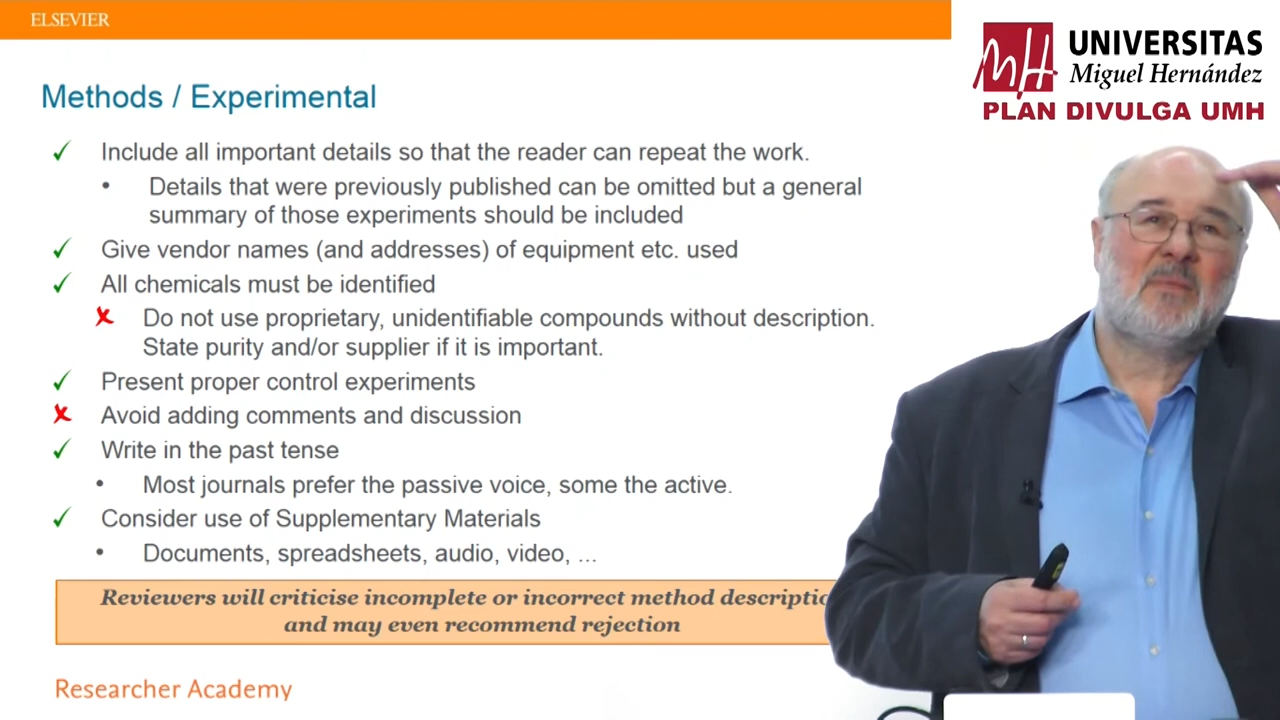 ELSEVIER
UNIVERSITAS
Miguel Hernández
PLAN DIVULGA UMH
Methods / Experimental
✓ Include all important details so that the reader can repeat the work.
• Details that were previously published can be omitted but a general
summary of those experiments should be included
✓ Give vendor names (and addresses) of equipment etc. used
✓ All chemicals must be identified
✗ Do not use proprietary, unidentifiable compounds without description.
State purity and/or supplier if it is important.
✓ Present proper control experiments
✗ Avoid adding comments and discussion
✓ Write in the past tense
• Most journals prefer the passive voice, some the active.
✓ Consider use of Supplementary Materials
• Documents, spreadsheets, audio, video, ...
Reviewers will criticise incomplete or incorrect method
and may even recommend rejection
Researcher Academy